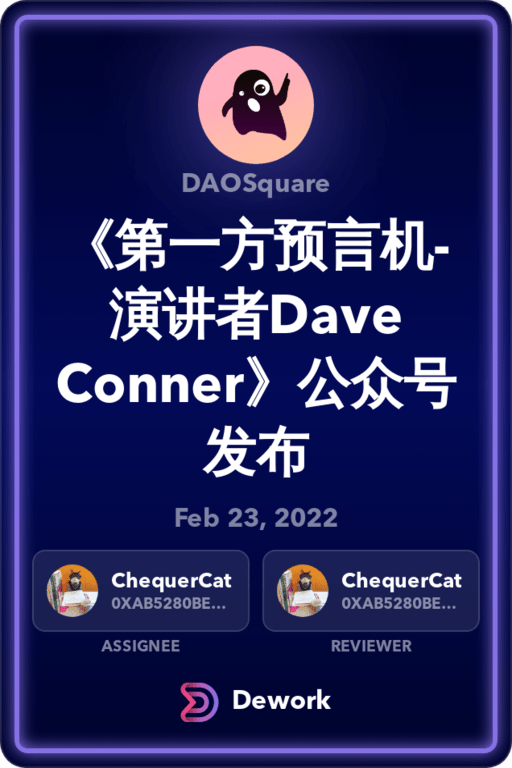 DAOSquare
《第一方预言机-
演讲者Dave
Conner》公众号
发布
Feb 23, 2022
ChequerCat
0XAB5280BE...
ASSIGNEE
ChequerCat
0XAB5280BE...
REVIEWER
Dework